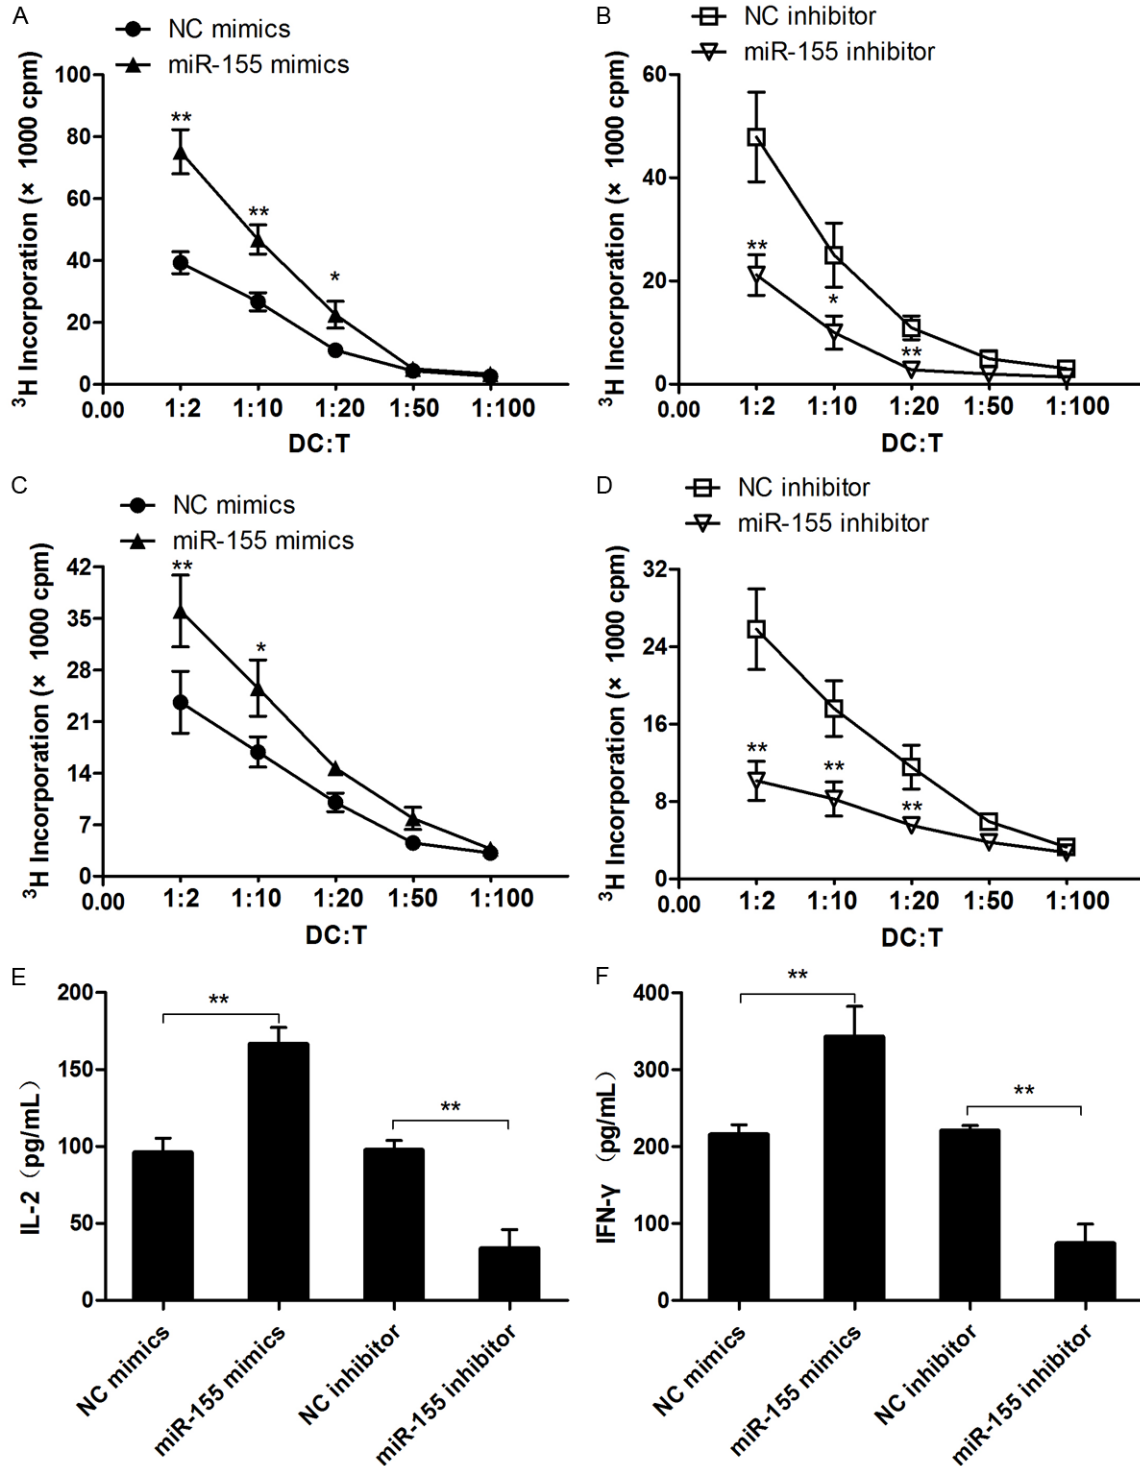 A
NC mimics
miR-155 mimics
³H Incorporation (× 1000 cpm)
100
80
60
40
20
0
**
**
*
0.00 1:2 1:10 1:20 1:50 1:100
DC:T
B
NC inhibitor
miR-155 inhibitor
³H Incorporation (× 1000 cpm)
60
40
20
0
**
*
**
0.00 1:2 1:10 1:20 1:50 1:100
DC:T
C
NC mimics
miR-155 mimics
³H Incorporation (× 1000 cpm)
42
35
28
21
14
7
0
**
*
0.00 1:2 1:10 1:20 1:50 1:100
DC:T
D
NC inhibitor
miR-155 inhibitor
³H Incorporation (× 1000 cpm)
32
24
16
8
0
**
**
**
0.00 1:2 1:10 1:20 1:50 1:100
DC:T
E
IL-2（pg/mL）
200
150
100
50
0
**
**
NC mimics
miR-155 mimics
NC inhibitor
miR-155 inhibitor
F
IFN-γ（pg/mL）
400
300
200
100
0
**
**
NC mimics
miR-155 mimics
NC inhibitor
miR-155 inhibitor